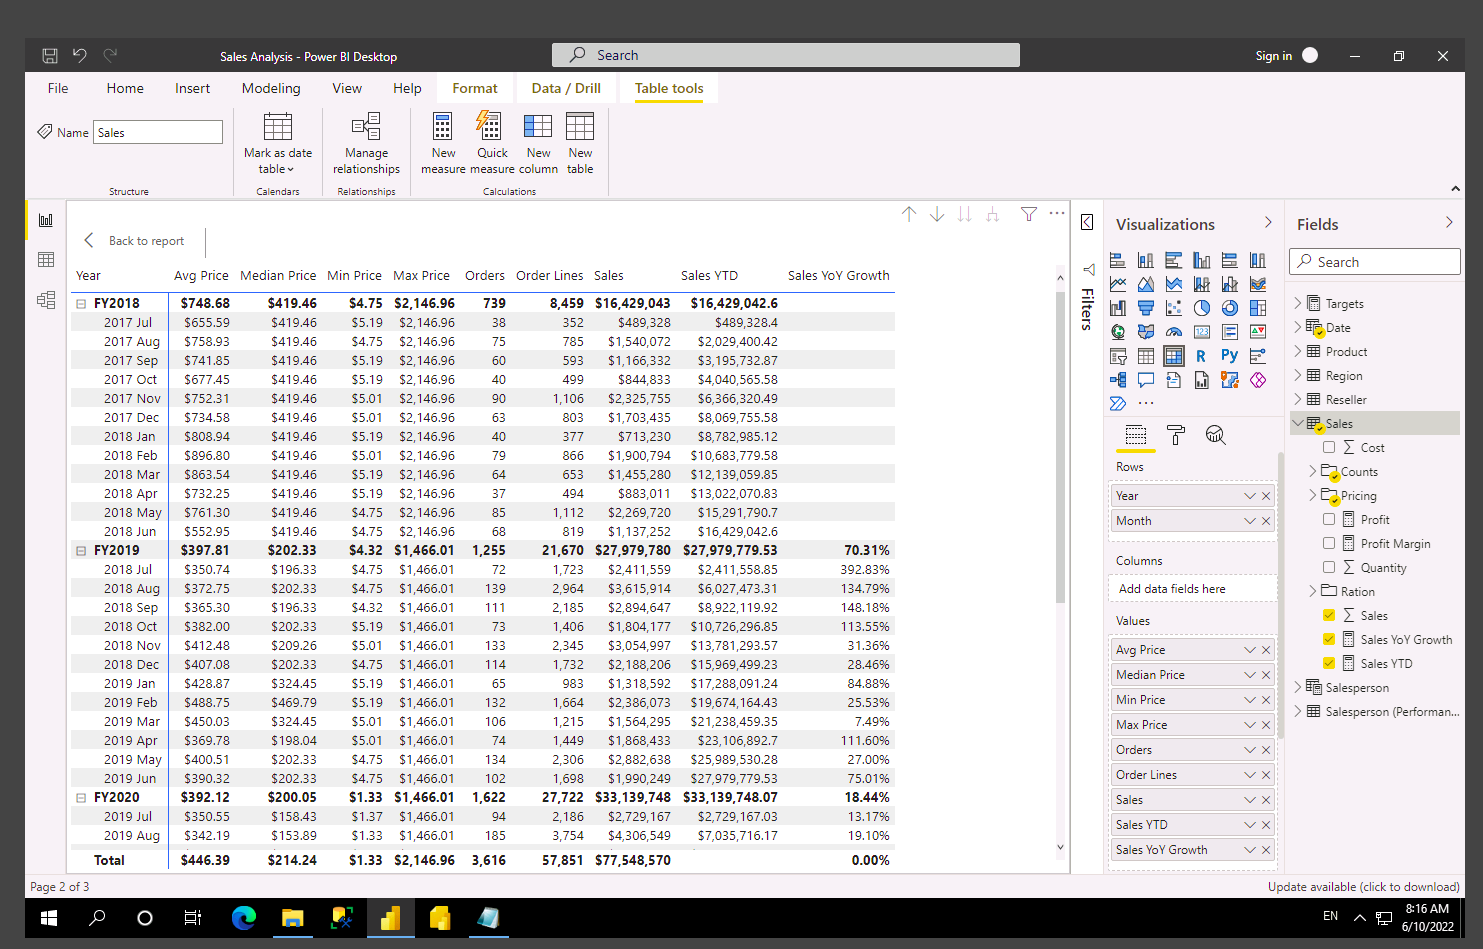 Sales Analysis - Power BI Desktop
Search
Sign in
File Home Insert Modeling View Help Format Data / Drill Table tools
Name Sales
Mark as date table
Manage relationships
New measure
Quick measure
New column
New table
Structure
Calendars
Relationships
Calculations
Back to report
Year Avg Price Median Price Min Price Max Price Orders Order Lines Sales Sales YTD Sales YoY Growth
FY2018 $748.68 $419.46 $4.75 $2,146.96 739 8,459 $16,429,043 $16,429,042.6
2017 Jul $655.59 $419.46 $5.19 $2,146.96 38 352 $489,328 $489,328.4
2017 Aug $758.93 $419.46 $4.75 $2,146.96 75 785 $1,540,072 $2,029,400.42
2017 Sep $741.85 $419.46 $5.19 $2,146.96 60 593 $1,166,332 $3,195,732.87
2017 Oct $677.45 $419.46 $5.19 $2,146.96 40 499 $844,833 $4,040,565.58
2017 Nov $752.31 $419.46 $5.01 $2,146.96 90 1,106 $2,325,755 $6,366,320.49
2017 Dec $734.58 $419.46 $5.01 $2,146.96 63 803 $1,703,435 $8,069,755.58
2018 Jan $808.94 $419.46 $5.19 $2,146.96 40 377 $713,230 $8,782,985.12
2018 Feb $896.80 $419.46 $5.01 $2,146.96 79 866 $1,900,794 $10,683,779.58
2018 Mar $863.54 $419.46 $5.19 $2,146.96 64 653 $1,455,280 $12,139,059.85
2018 Apr $732.25 $419.46 $5.19 $2,146.96 37 494 $883,011 $13,022,070.83
2018 May $761.30 $419.46 $4.75 $2,146.96 85 1,112 $2,269,720 $15,291,790.7
2018 Jun $552.95 $419.46 $4.75 $2,146.96 68 819 $1,137,252 $16,429,042.6
FY2019 $397.81 $202.33 $4.32 $1,466.01 1,255 21,670 $27,979,780 $27,979,779.53 70.31%
2018 Jul $350.74 $196.33 $4.75 $1,466.01 72 1,723 $2,411,559 $2,411,558.85 392.83%
2018 Aug $372.75 $202.33 $4.75 $1,466.01 139 2,964 $3,615,914 $6,027,473.31 134.79%
2018 Sep $365.30 $196.33 $4.32 $1,466.01 111 2,185 $2,894,647 $8,922,119.92 148.18%
2018 Oct $382.00 $202.33 $5.19 $1,466.01 73 1,406 $1,804,177 $10,726,296.85 113.55%
2018 Nov $412.48 $209.26 $5.01 $1,466.01 133 2,345 $3,054,997 $13,781,293.57 31.36%
2018 Dec $407.08 $202.33 $4.75 $1,466.01 114 1,732 $2,188,206 $15,969,499.23 28.46%
2019 Jan $428.87 $324.45 $5.19 $1,466.01 65 983 $1,318,592 $17,288,091.24 84.88%
2019 Feb $488.75 $469.79 $5.19 $1,466.01 132 1,664 $2,386,073 $19,674,164.43 25.53%
2019 Mar $450.03 $324.45 $5.01 $1,466.01 106 1,215 $1,564,295 $21,238,459.35 7.49%
2019 Apr $369.78 $198.04 $5.01 $1,466.01 74 1,449 $1,868,433 $23,106,892.7 111.60%
2019 May $400.51 $202.33 $4.75 $1,466.01 134 2,306 $2,882,638 $25,989,530.28 27.00%
2019 Jun $390.32 $202.33 $4.75 $1,466.01 102 1,698 $1,990,249 $27,979,779.53 75.01%
FY2020 $392.12 $200.05 $1.33 $1,466.01 1,622 27,722 $33,139,748 $33,139,748.07 18.44%
2019 Jul $350.55 $158.43 $1.37 $1,466.01 94 2,186 $2,729,167 $2,729,167.03 13.17%
2019 Aug $342.19 $153.89 $1.33 $1,466.01 185 3,754 $4,306,549 $7,035,716.17 19.10%
Total $446.39 $214.24 $1.33 $2,146.96 3,616 57,851 $77,548,570 0.00%
Filters
Visualizations
R
Py
123
Rows
Year
Month
Columns
Add data fields here
Values
Avg Price
Median Price
Min Price
Max Price
Orders
Order Lines
Sales
Sales YTD
Sales YoY Growth
Fields
Search
Targets
Date
Product
Region
Reseller
Sales
Cost
Counts
Pricing
Profit
Profit Margin
Quantity
Ration
Sales
Sales YoY Growth
Sales YTD
Salesperson
Salesperson (Performan...
Page 2 of 3
Update available (click to download)
EN
8:16 AM
6/10/2022